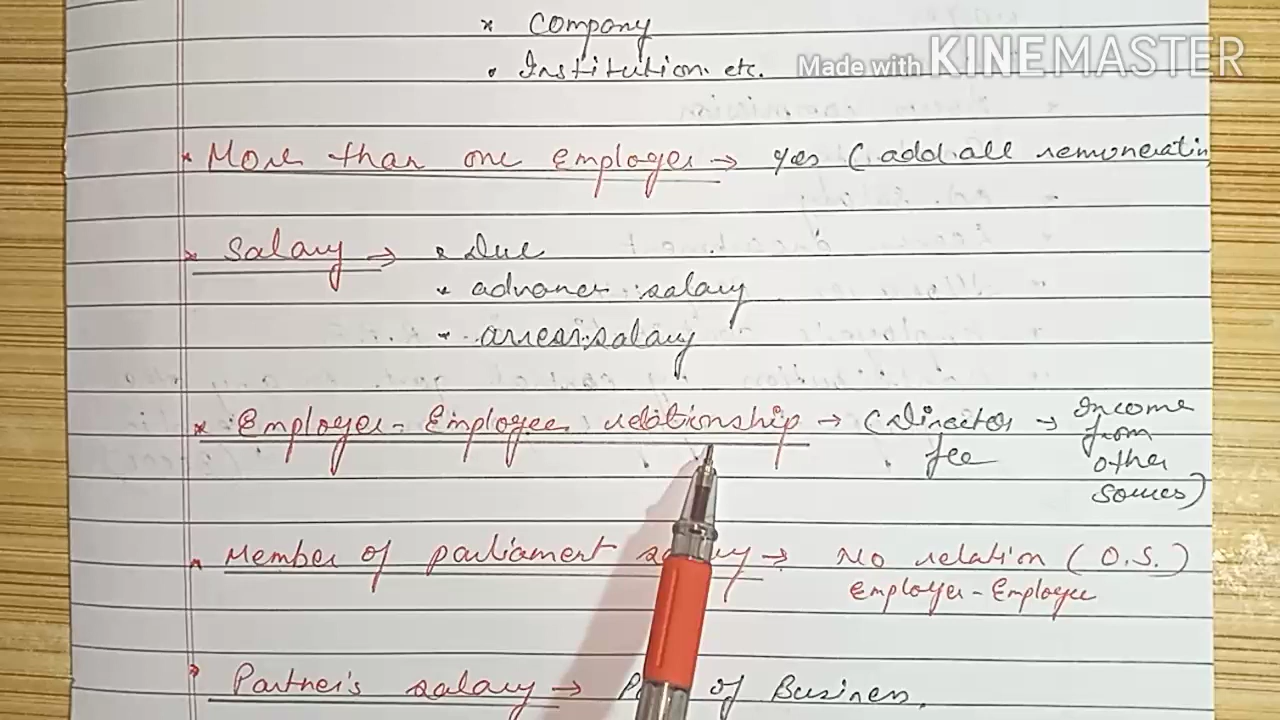 * Company
• Institution. etc.
Made with KINEMASTER
* More than one employer → yes (add all remoneratin
* Salary → • Due
• advance salary
• arrear salary
* Employer - Employee relationship → (Director fee → Income from other sources)
* Member of parliament → No relation (O.S.)
Employer - Employee
* Partner's salary → of Business.